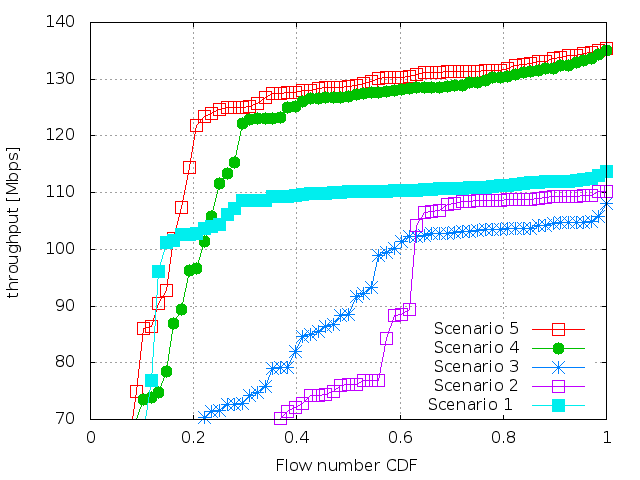 throughput [Mbps]
140
130
120
110
100
90
80
70
Scenario 5
Scenario 4
Scenario 3
Scenario 2
Scenario 1
0 0.2 0.4 0.6 0.8 1
Flow number CDF